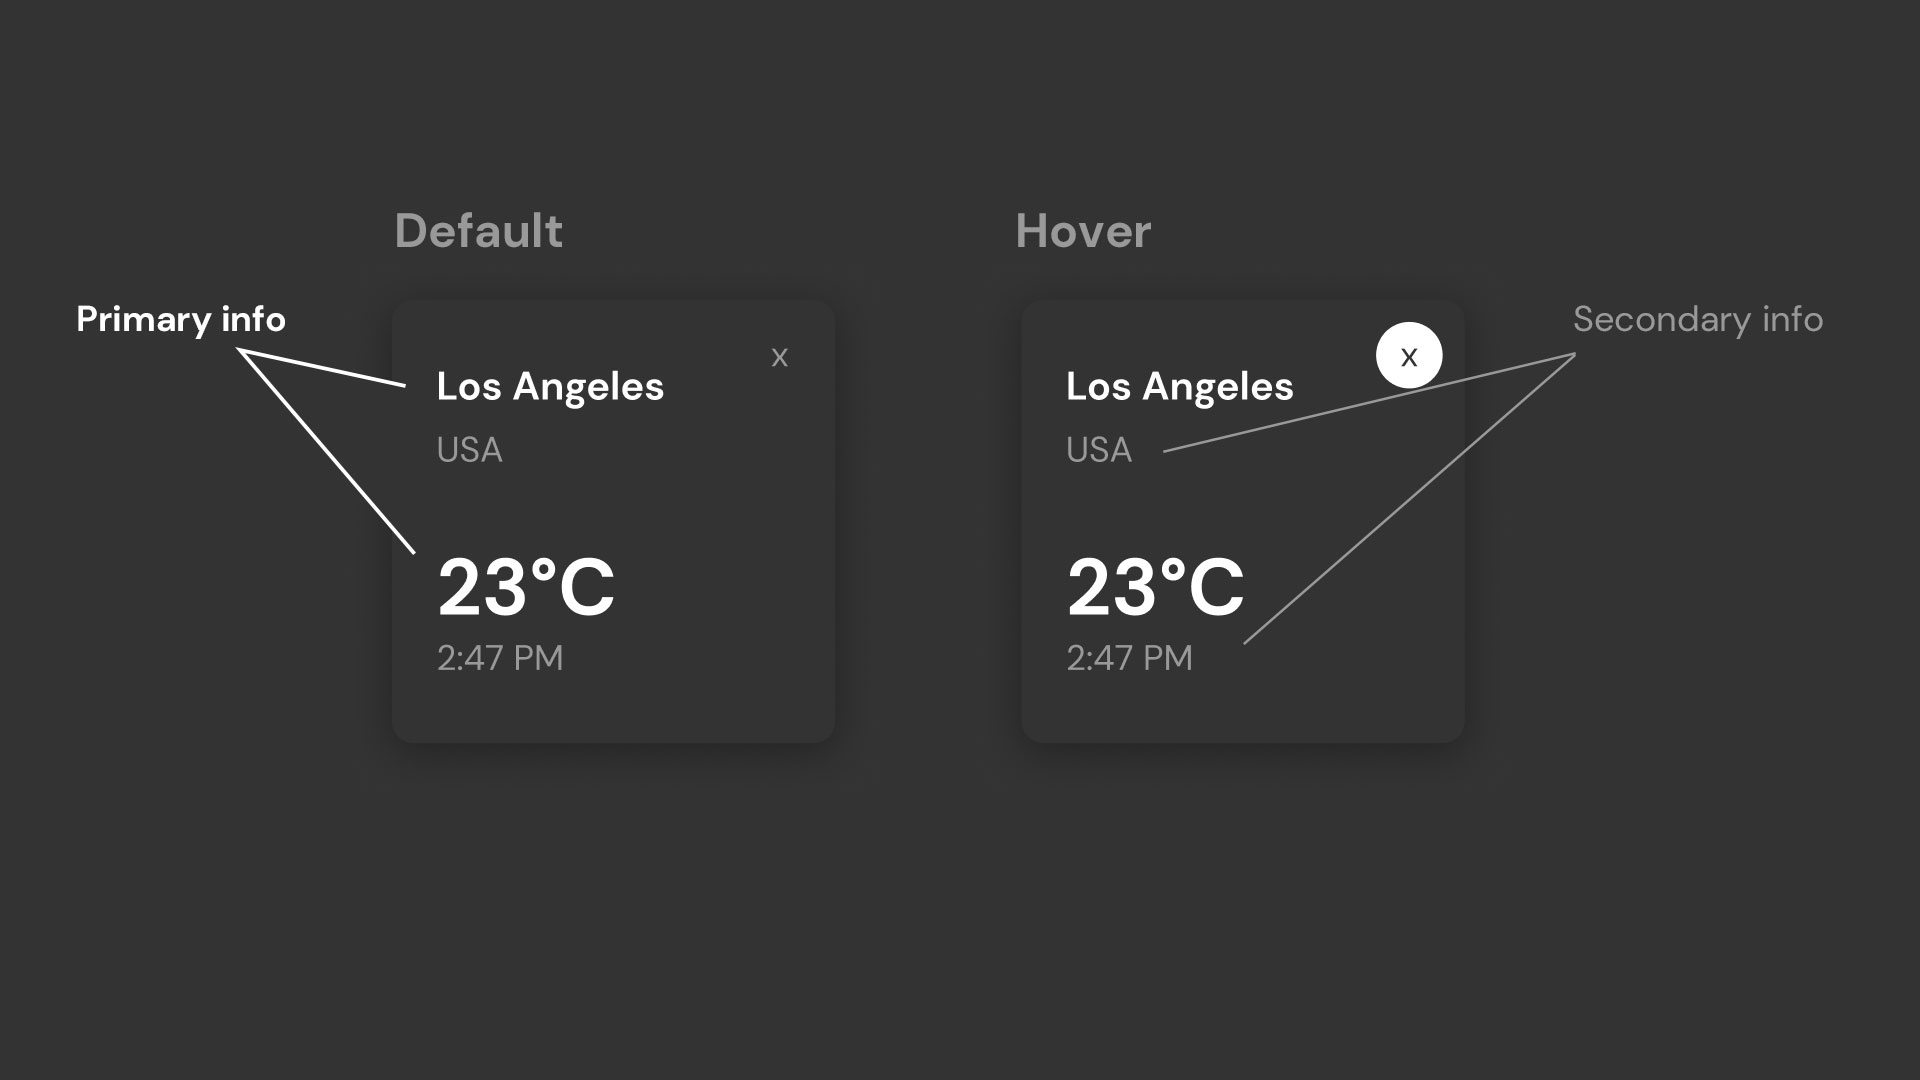 Default
Hover
Primary info
Secondary info
x
Los Angeles
USA
23°C
2:47 PM
x
Los Angeles
USA
23°C
2:47 PM